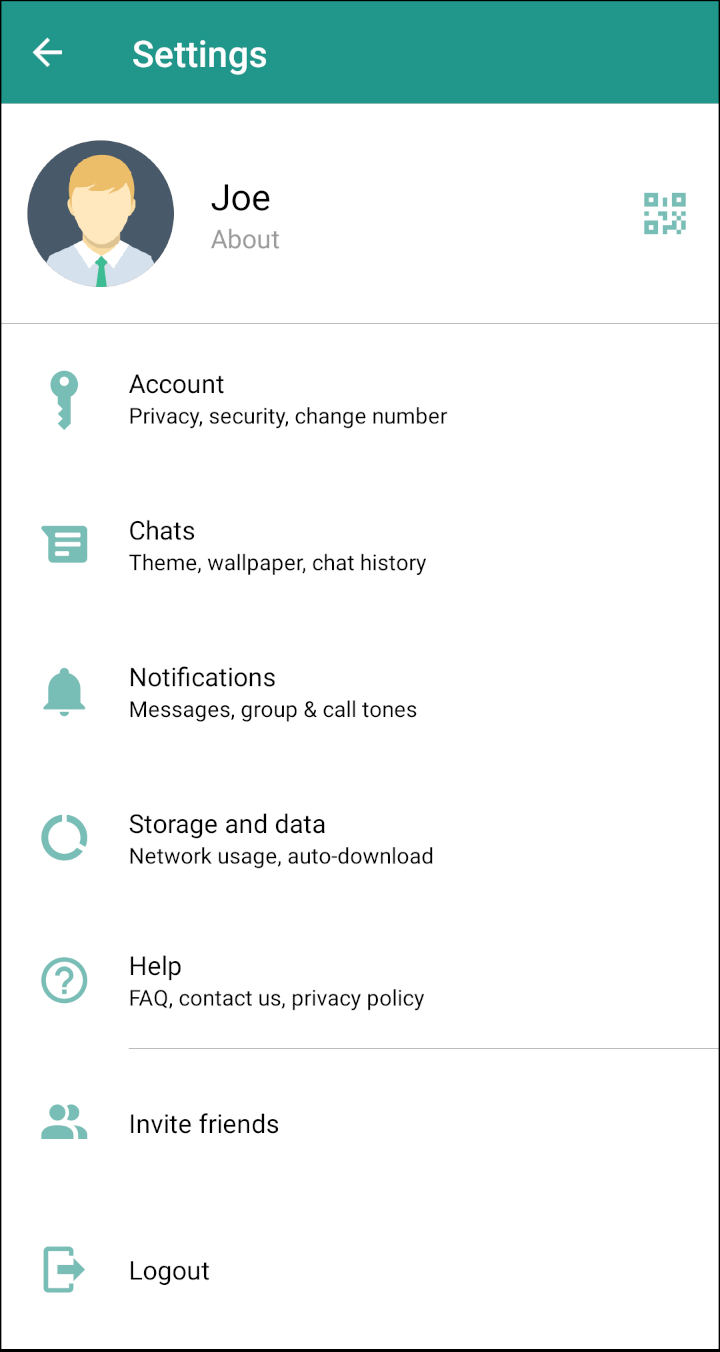 Settings
Joe
About
Account
Privacy, security, change number
Chats
Theme, wallpaper, chat history
Notifications
Messages, group & call tones
Storage and data
Network usage, auto-download
Help
FAQ, contact us, privacy policy
Invite friends
Logout